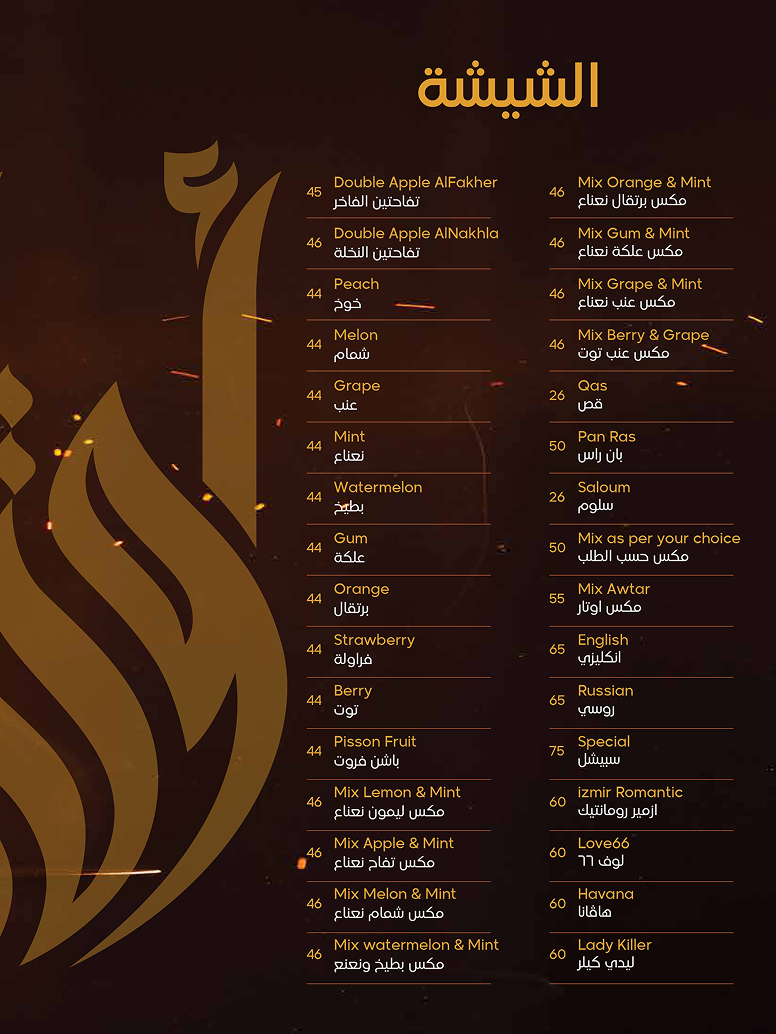 الشيشة
45
Double Apple AlFakher
تفاحتين الفاخر
46
Double Apple AlNakhla
تفاحتين النخلة
44
Peach
خوخ
44
Melon
شمام
44
Grape
عنب
44
Mint
نعناع
44
Watermelon
بطيخ
44
Gum
علكة
44
Orange
برتقال
44
Strawberry
فراولة
44
Berry
توت
44
Pisson Fruit
باشن فروت
46
Mix Lemon & Mint
مكس ليمون نعناع
46
Mix Apple & Mint
مكس تفاح نعناع
46
Mix Melon & Mint
مكس شمام نعناع
46
Mix watermelon & Mint
مكس بطيخ ونعنع
46
Mix Orange & Mint
مكس برتقال نعناع
46
Mix Gum & Mint
مكس علكة نعناع
46
Mix Grape & Mint
مكس عنب نعناع
46
Mix Berry & Grape
مكس عنب توت
26
Qas
قص
50
Pan Ras
بان راس
26
Saloum
سلوم
50
Mix as per your choice
مكس حسب الطلب
55
Mix Awtar
مكس اوتار
65
English
انكليزي
65
Russian
روسي
75
Special
سبيشل
60
izmir Romantic
ازمير رومانتيك
60
Love66
لوف ٦٦
60
Havana
هاڤانا
60
Lady Killer
ليدي كيلر